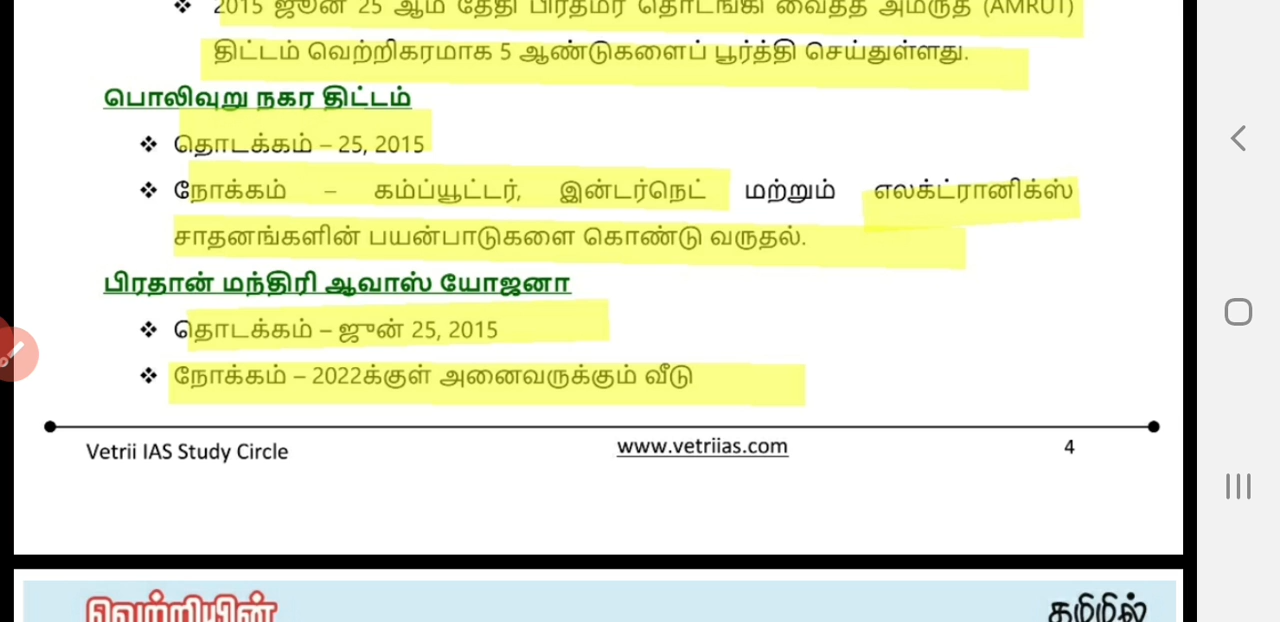 ❖ 2015 ஜூன் 25 ஆம் தேதி பிரதமர் தொடங்கி வைத்த அம்ருத் (AMRUT)
திட்டம் வெற்றிகரமாக 5 ஆண்டுகளைப் பூர்த்தி செய்துள்ளது.
பொலிவுறு நகர திட்டம்
❖ தொடக்கம் – 25, 2015
❖ நோக்கம் – கம்ப்யூட்டர், இன்டர்நெட் மற்றும் எலக்ட்ரானிக்ஸ்
சாதனங்களின் பயன்பாடுகளை கொண்டு வருதல்.
பிரதான் மந்திரி ஆவாஸ் யோஜனா
❖ தொடக்கம் – ஜுன் 25, 2015
❖ நோக்கம் – 2022க்குள் அனைவருக்கும் வீடு
Vetrii IAS Study Circle www.vetriias.com 4
வெற்றியின் தமிழில்